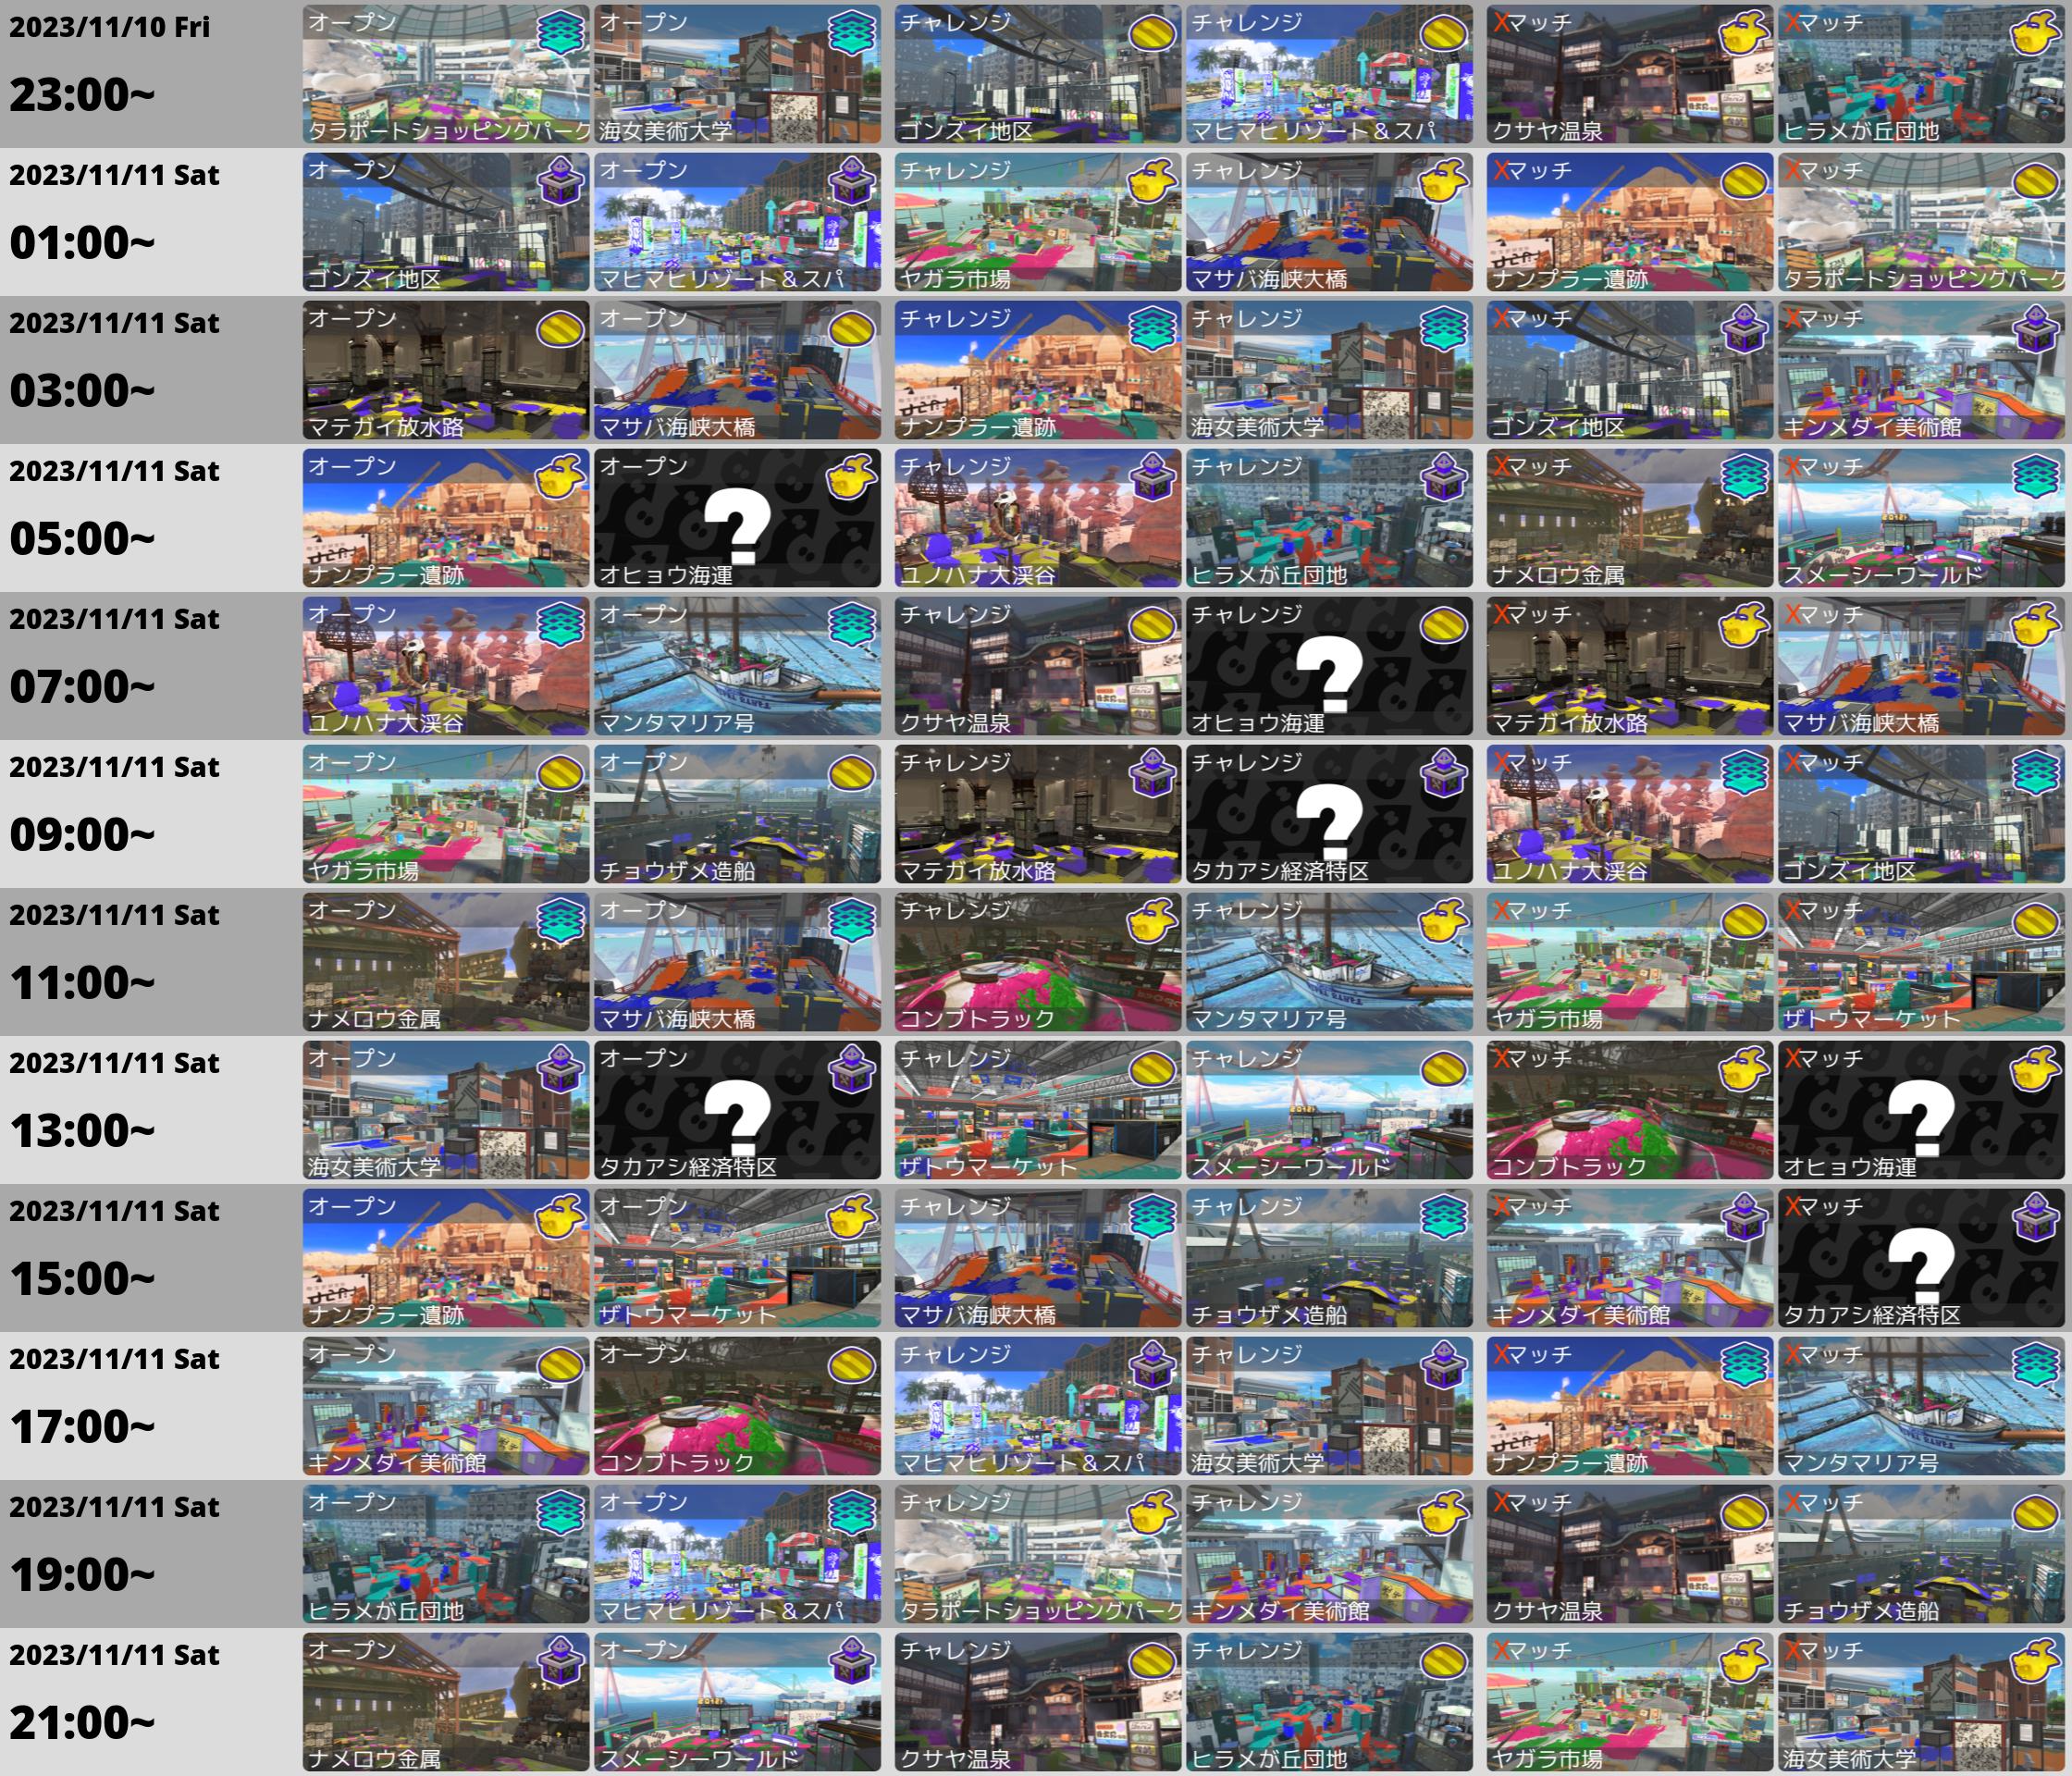 2023/11/10 Fri
23:00~
オープン
タラポートショッピングパーク
オープン
海女美術大学
チャレンジ
ゴンズイ地区
チャレンジ
マヒマヒリゾート＆スパ
Xマッチ
クサヤ温泉
Xマッチ
ヒラメが丘団地
2023/11/11 Sat
01:00~
オープン
ゴンズイ地区
オープン
マヒマヒリゾート＆スパ
チャレンジ
ヤガラ市場
チャレンジ
マサバ海峡大橋
Xマッチ
ナンプラー遺跡
Xマッチ
タラポートショッピングパーク
2023/11/11 Sat
03:00~
オープン
マテガイ放水路
オープン
マサバ海峡大橋
チャレンジ
ナンプラー遺跡
チャレンジ
海女美術大学
Xマッチ
ゴンズイ地区
Xマッチ
キンメダイ美術館
2023/11/11 Sat
05:00~
オープン
ナンプラー遺跡
オープン
?
オヒョウ海運
チャレンジ
ユノハナ大渓谷
チャレンジ
ヒラメが丘団地
Xマッチ
ナメロウ金属
Xマッチ
スメーシーワールド
2023/11/11 Sat
07:00~
オープン
ユノハナ大渓谷
オープン
マンタマリア号
チャレンジ
クサヤ温泉
チャレンジ
?
オヒョウ海運
Xマッチ
マテガイ放水路
Xマッチ
マサバ海峡大橋
2023/11/11 Sat
09:00~
オープン
ヤガラ市場
オープン
チョウザメ造船
チャレンジ
マテガイ放水路
チャレンジ
?
タカアシ経済特区
Xマッチ
ユノハナ大渓谷
Xマッチ
ゴンズイ地区
2023/11/11 Sat
11:00~
オープン
ナメロウ金属
オープン
マサバ海峡大橋
チャレンジ
コンブトラック
チャレンジ
マンタマリア号
Xマッチ
ヤガラ市場
Xマッチ
ザトウマーケット
2023/11/11 Sat
13:00~
オープン
海女美術大学
オープン
?
タカアシ経済特区
チャレンジ
ザトウマーケット
チャレンジ
スメーシーワールド
Xマッチ
コンブトラック
Xマッチ
?
オヒョウ海運
2023/11/11 Sat
15:00~
オープン
ナンプラー遺跡
オープン
ザトウマーケット
チャレンジ
マサバ海峡大橋
チャレンジ
チョウザメ造船
Xマッチ
キンメダイ美術館
Xマッチ
?
タカアシ経済特区
2023/11/11 Sat
17:00~
オープン
キンメダイ美術館
オープン
コンブトラック
チャレンジ
マヒマヒリゾート＆スパ
チャレンジ
海女美術大学
Xマッチ
ナンプラー遺跡
Xマッチ
マンタマリア号
2023/11/11 Sat
19:00~
オープン
ヒラメが丘団地
オープン
マヒマヒリゾート＆スパ
チャレンジ
タラポートショッピングパーク
チャレンジ
キンメダイ美術館
Xマッチ
クサヤ温泉
Xマッチ
チョウザメ造船
2023/11/11 Sat
21:00~
オープン
ナメロウ金属
オープン
スメーシーワールド
チャレンジ
クサヤ温泉
チャレンジ
ヒラメが丘団地
Xマッチ
ヤガラ市場
Xマッチ
海女美術大学